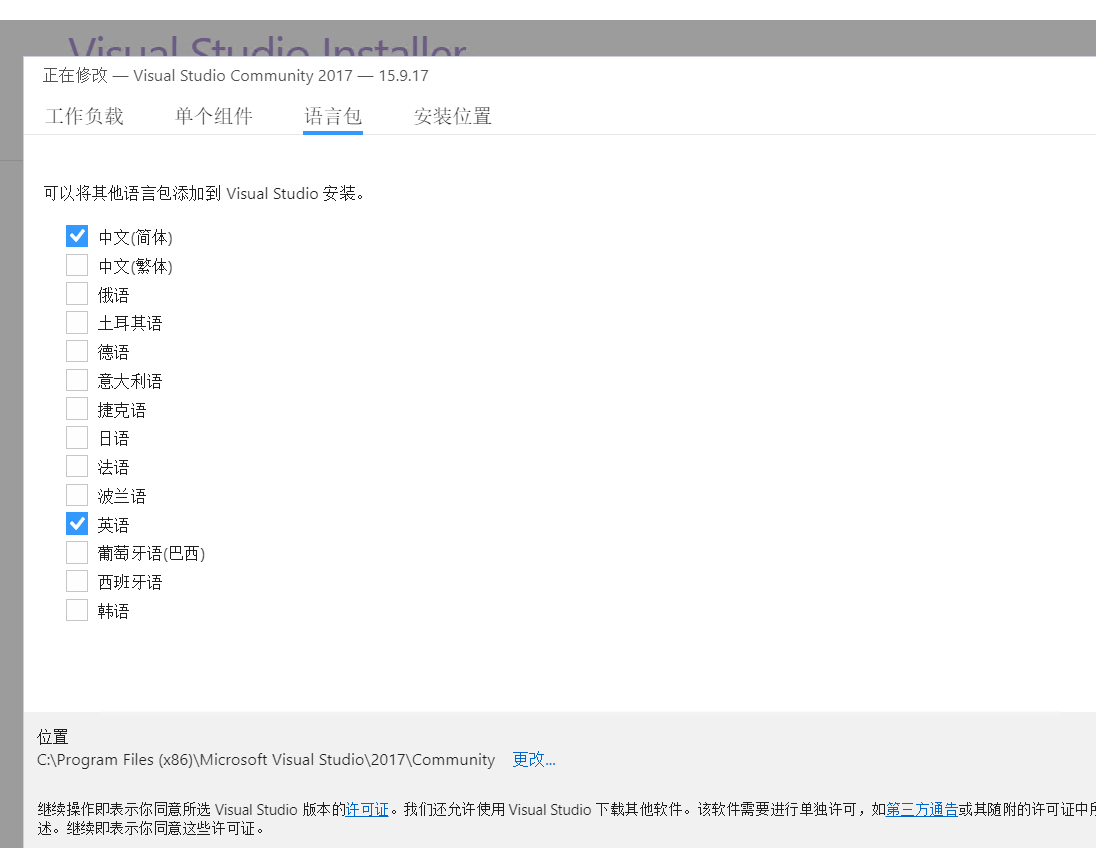 Visual Studio Installer
正在修改 — Visual Studio Community 2017 — 15.9.17
工作负载 单个组件 语言包 安装位置
可以将其他语言包添加到 Visual Studio 安装。
中文(简体)
中文(繁体)
俄语
土耳其语
德语
意大利语
捷克语
日语
法语
波兰语
英语
葡萄牙语(巴西)
西班牙语
韩语
位置
C:\Program Files (x86)\Microsoft Visual Studio\2017\Community 更改...
继续操作即表示你同意所选 Visual Studio 版本的许可证。我们还允许使用 Visual Studio 下载其他软件。该软件需要进行单独许可，如第三方通告或其随附的许可证中
述。继续即表示你同意这些许可证。